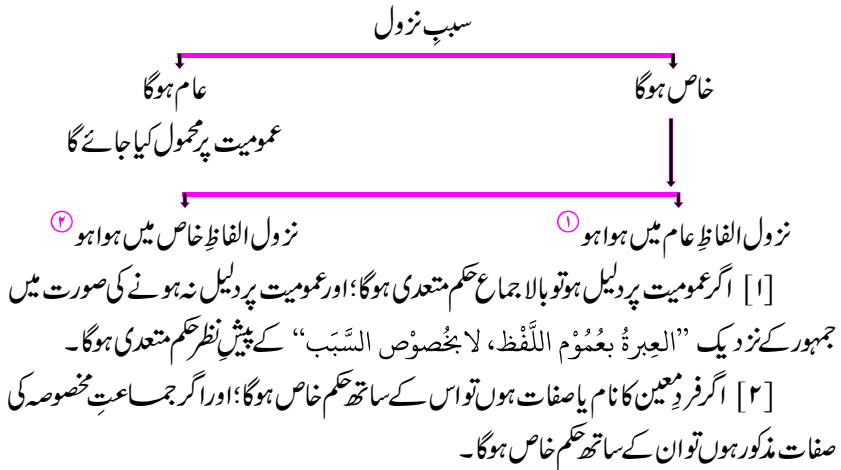 سببِ نزول
خاص ہوگا
عام ہوگا
عمومیت پر محمول کیا جائے گا
نزول الفاظِ عام میں ہوا ہو ①
نزول الفاظِ خاص میں ہوا ہو ②
[۱] اگر عمومیت پر دلیل ہو تو بالاجماع حکم متعدی ہوگا؛ اور عمومیت پر دلیل نہ ہونے کی صورت میں
جمہور کے نزدیک ”العِبرةُ بعُمُوْم اللَّفْظ، لا بخُصوْص السَّبَب“ کے پیشِ نظر حکم متعدی ہوگا۔
[۲] اگر فردِ معین کا نام یا صفات ہوں تو اس کے ساتھ حکم خاص ہوگا؛ اور اگر جماعتِ مخصوصہ کی
صفات مذکور ہوں تو ان کے ساتھ حکم خاص ہوگا۔